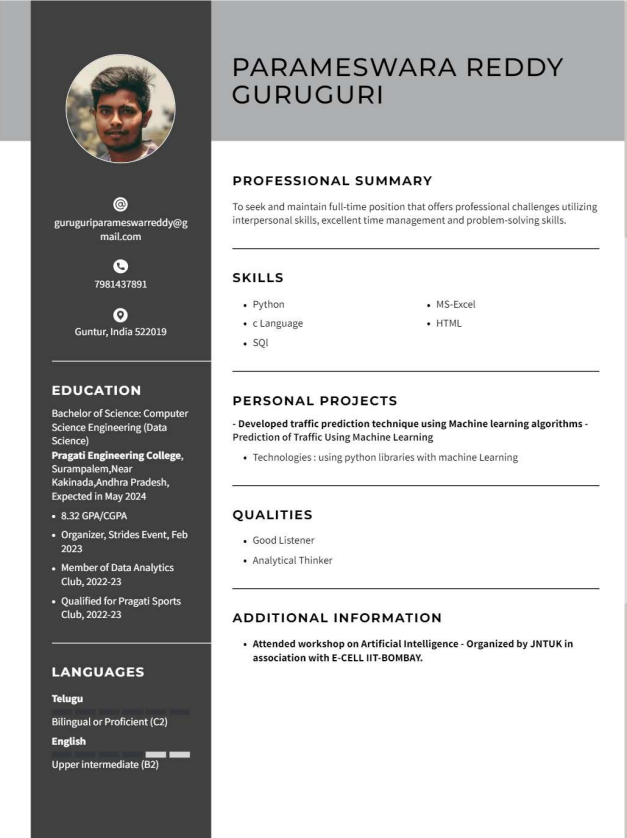 PARAMESWARA REDDY
GURUGURI
guruguriparameswarreddy@g
mail.com
7981437891
Guntur, India 522019
EDUCATION
Bachelor of Science: Computer
Science Engineering (Data
Science)
Pragati Engineering College,
Surampalem,Near
Kakinada,Andhra Pradesh,
Expected in May 2024
• 8.32 GPA/CGPA
• Organizer, Strides Event, Feb
2023
• Member of Data Analytics
Club, 2022-23
• Qualified for Pragati Sports
Club, 2022-23
LANGUAGES
Telugu
Bilingual or Proficient (C2)
English
Upper intermediate (B2)
PROFESSIONAL SUMMARY
To seek and maintain full-time position that offers professional challenges utilizing
interpersonal skills, excellent time management and problem-solving skills.
SKILLS
• Python
• c Language
• SQl
• MS-Excel
• HTML
PERSONAL PROJECTS
- Developed traffic prediction technique using Machine learning algorithms -
Prediction of Traffic Using Machine Learning
• Technologies : using python libraries with machine Learning
QUALITIES
• Good Listener
• Analytical Thinker
ADDITIONAL INFORMATION
• Attended workshop on Artificial Intelligence - Organized by JNTUK in
association with E-CELL IIT-BOMBAY.